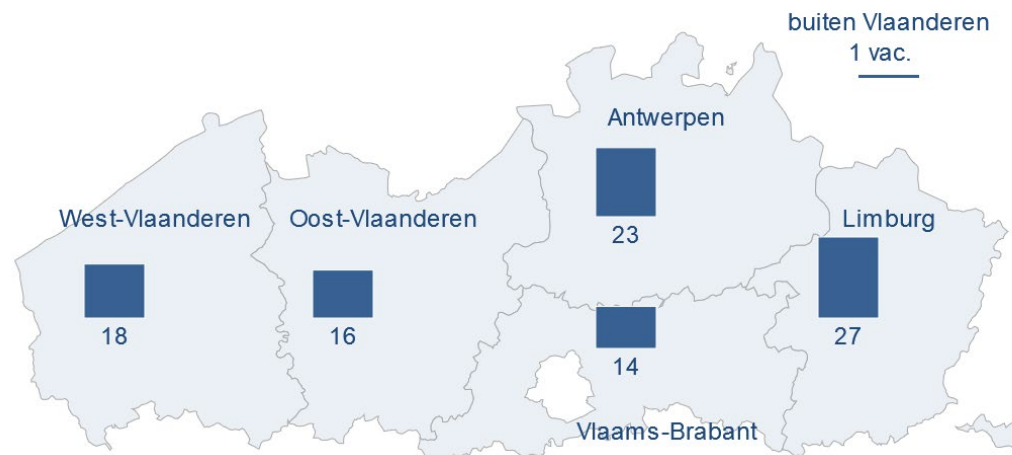 buiten Vlaanderen
1 vac.
Antwerpen
23
West-Vlaanderen
18
Oost-Vlaanderen
16
Limburg
27
14
Vlaams-Brabant